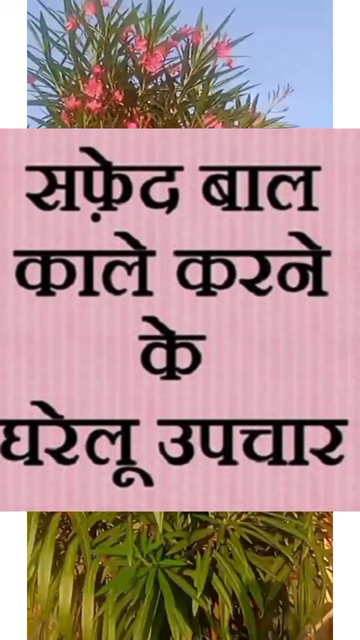 सफ़ेद बाल
काले करने
के
घरेलू उपचार